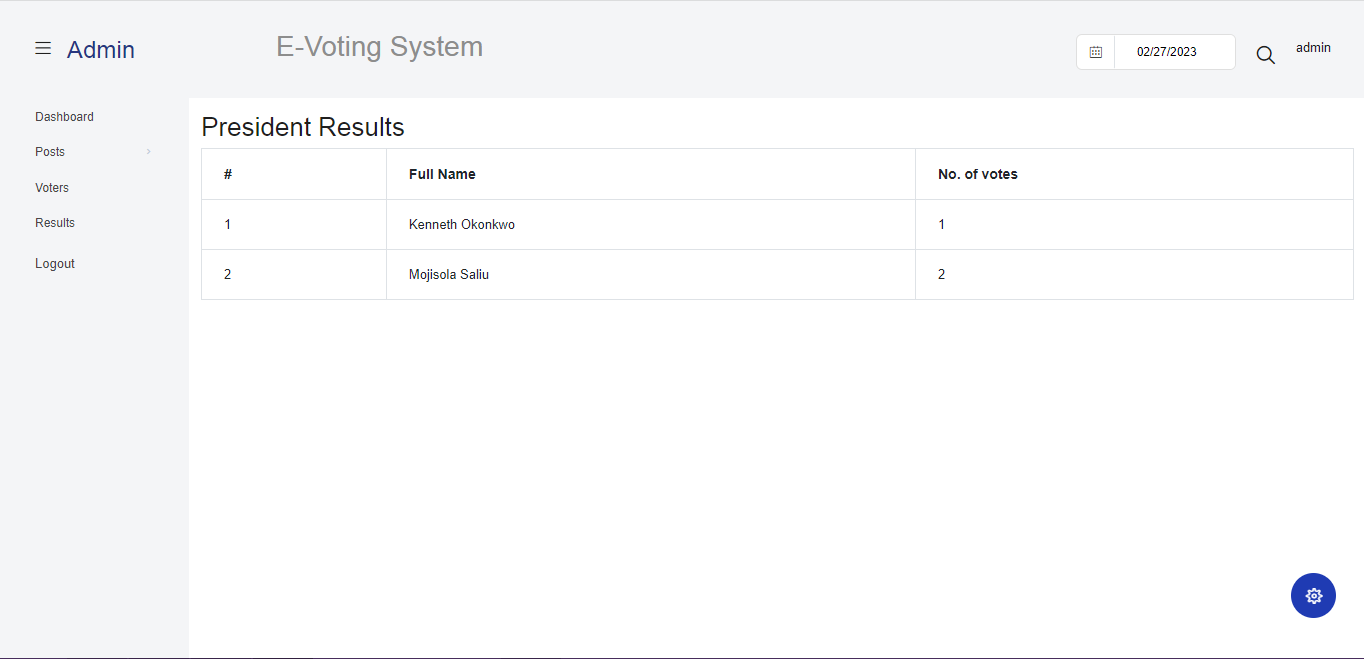 Admin
E-Voting System
02/27/2023
admin
Dashboard
Posts
Voters
Results
Logout
President Results
# Full Name No. of votes
1 Kenneth Okonkwo 1
2 Mojisola Saliu 2